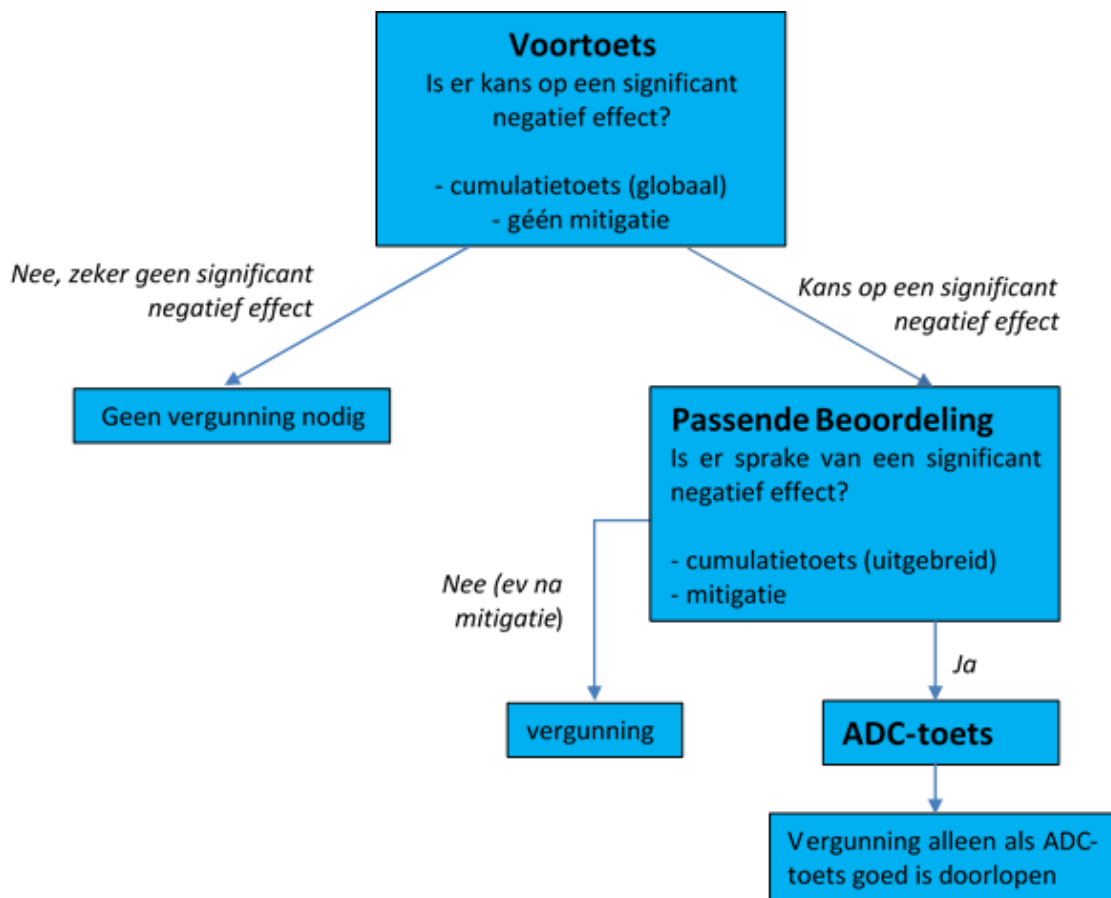 Voortoets
Is er kans op een significant
negatief effect?
- cumulatietoets (globaal)
- géén mitigatie
Nee, zeker geen significant
negatief effect
Kans op een significant
negatief effect
Geen vergunning nodig
Passende Beoordeling
Is er sprake van een significant
negatief effect?
- cumulatietoets (uitgebreid)
- mitigatie
Nee (ev na
mitigatie)
Ja
vergunning
ADC-toets
Vergunning alleen als ADC-
toets goed is doorlopen